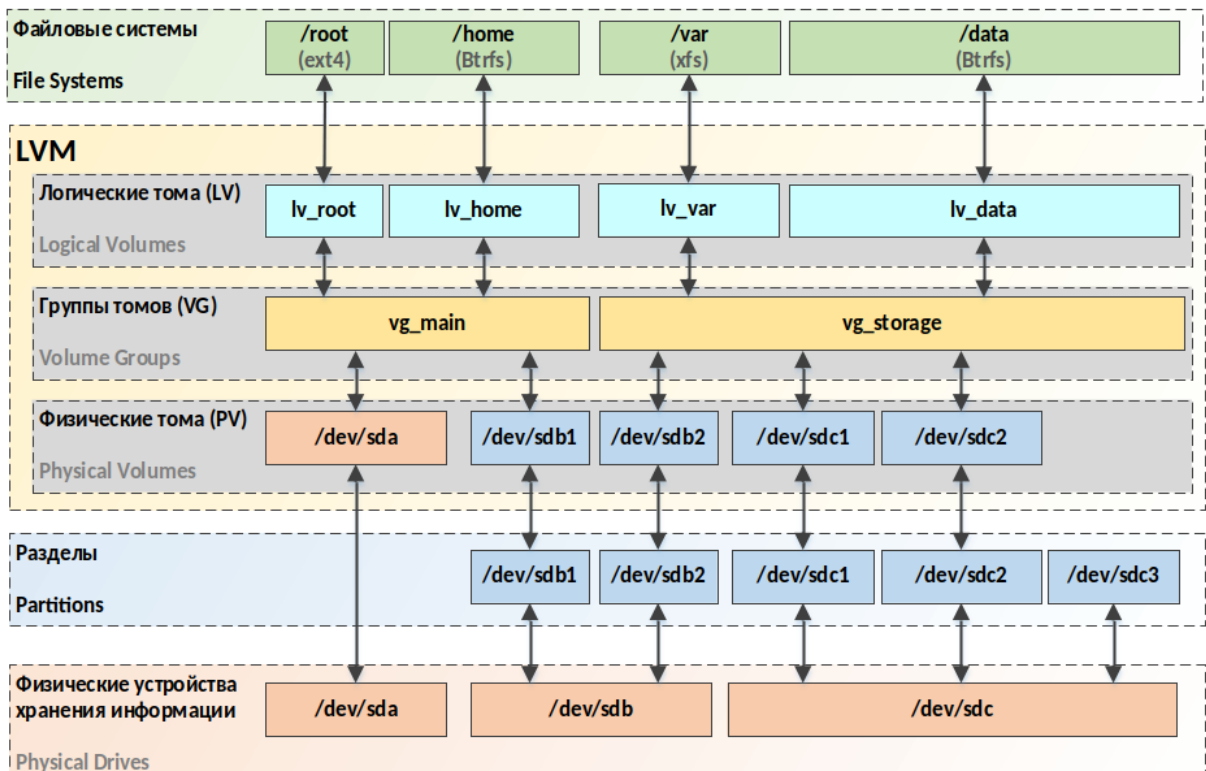 Файловые системы
File Systems
/root
(ext4)
/home
(Btrfs)
/var
(xfs)
/data
(Btrfs)
LVM
Логические тома (LV)
Logical Volumes
lv_root
lv_home
lv_var
lv_data
Группы томов (VG)
Volume Groups
vg_main
vg_storage
Физические тома (PV)
Physical Volumes
/dev/sda
/dev/sdb1
/dev/sdb2
/dev/sdc1
/dev/sdc2
Разделы
Partitions
/dev/sdb1
/dev/sdb2
/dev/sdc1
/dev/sdc2
/dev/sdc3
Физические устройства
хранения информации
Physical Drives
/dev/sda
/dev/sdb
/dev/sdc